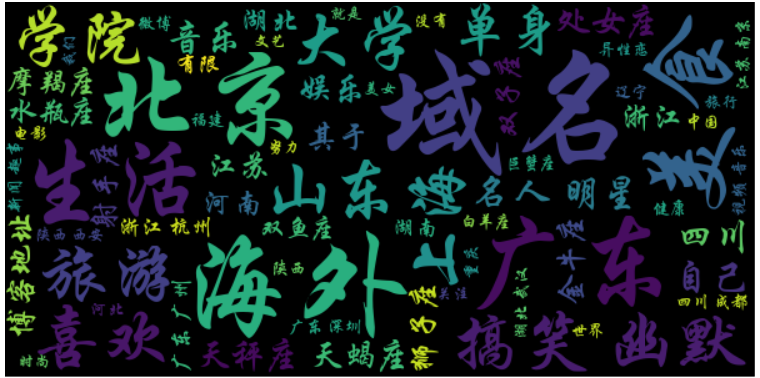 学院
我们
微博
音乐
有限
湖北
文艺
就是
大学
没有
单身
处女座
异性恋
美食
江苏 南京
摩羯座
水瓶座
电影
北京
福建
努力
娱乐
美女
其于
域名
双子座
辽宁
浙江
中国
旅行
新闻 趣事
生活
射手座
江苏
河南
山东
上海
名人 明星
巨蟹座
健康
视频 音乐
陕西 西安
浙江 杭州
双鱼座
湖南
白羊座
重庆
四川
博客地址
旅游
河北
广东 广州
海外
陕西
广东 深圳
狮子座
关注
广东
金牛座
湖北 武汉
自己
四川 成都
世界
时尚
喜欢
天秤座
天蝎座
搞笑 幽默